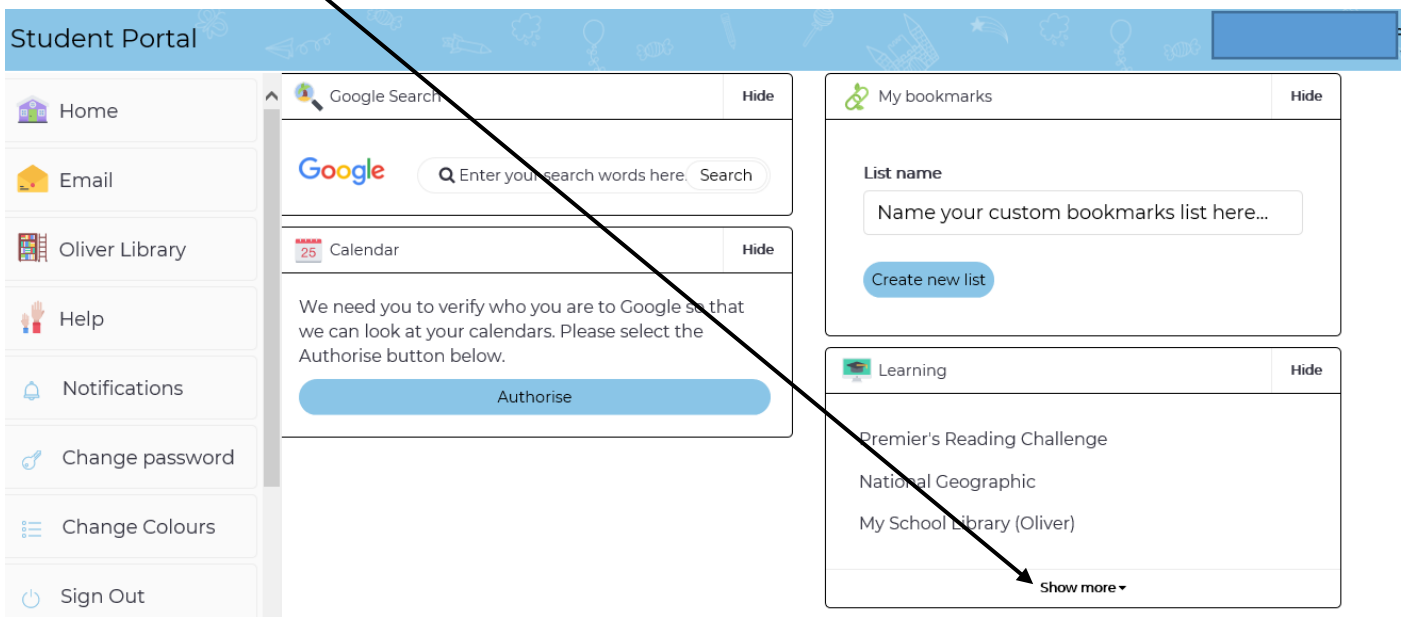 Student Portal
Home
Email
Oliver Library
Help
Notifications
Change password
Change Colours
Sign Out
Google Search Hide
Google Enter your search words here. Search
25 Calendar Hide
We need you to verify who you are to Google so that
we can look at your calendars. Please select the
Authorise button below.
Authorise
My bookmarks Hide
List name
Name your custom bookmarks list here...
Create new list
Learning Hide
Premier's Reading Challenge
National Geographic
My School Library (Oliver)
Show more